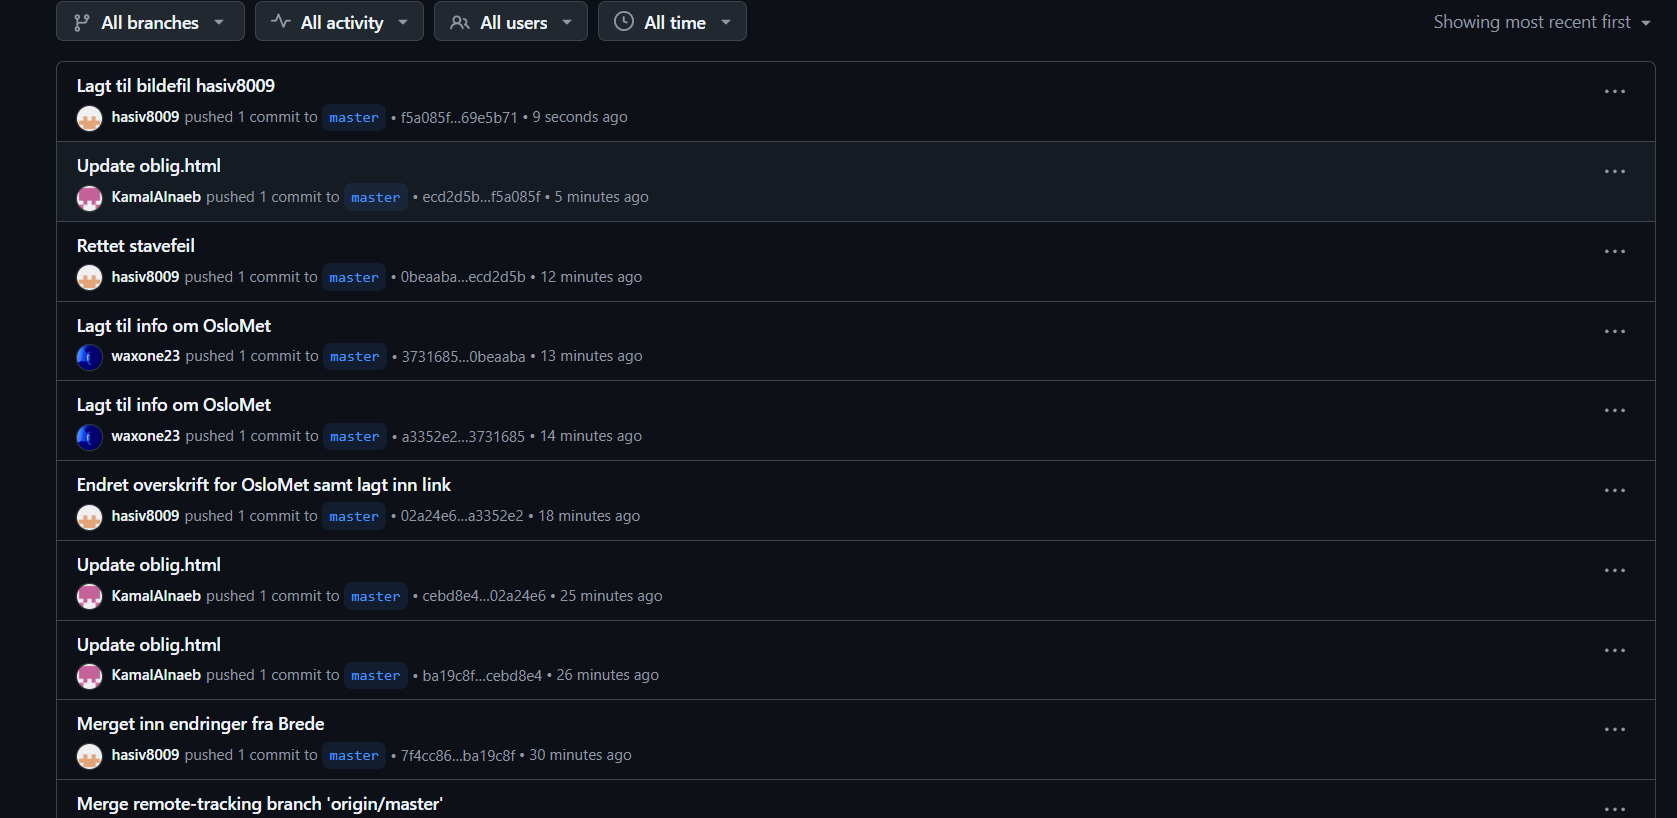 All branches All activity All users All time Showing most recent first
Lagt til bildefil hasiv8009
hasiv8009 pushed 1 commit to master • f5a085f...69e5b71 • 9 seconds ago
Update oblig.html
KamalAlnaeb pushed 1 commit to master • ecd2d5b...f5a085f • 5 minutes ago
Rettet stavefeil
hasiv8009 pushed 1 commit to master • 0beaaba...ecd2d5b • 12 minutes ago
Lagt til info om OsloMet
waxone23 pushed 1 commit to master • 3731685...0beaaba • 13 minutes ago
Lagt til info om OsloMet
waxone23 pushed 1 commit to master • a3352e2...3731685 • 14 minutes ago
Endret overskrift for OsloMet samt lagt inn link
hasiv8009 pushed 1 commit to master • 02a24e6...a3352e2 • 18 minutes ago
Update oblig.html
KamalAlnaeb pushed 1 commit to master • cebd8e4...02a24e6 • 25 minutes ago
Update oblig.html
KamalAlnaeb pushed 1 commit to master • ba19c8f...cebd8e4 • 26 minutes ago
Merget inn endringer fra Brede
hasiv8009 pushed 1 commit to master • 7f4cc86...ba19c8f • 30 minutes ago
Merge remote-tracking branch 'origin/master'